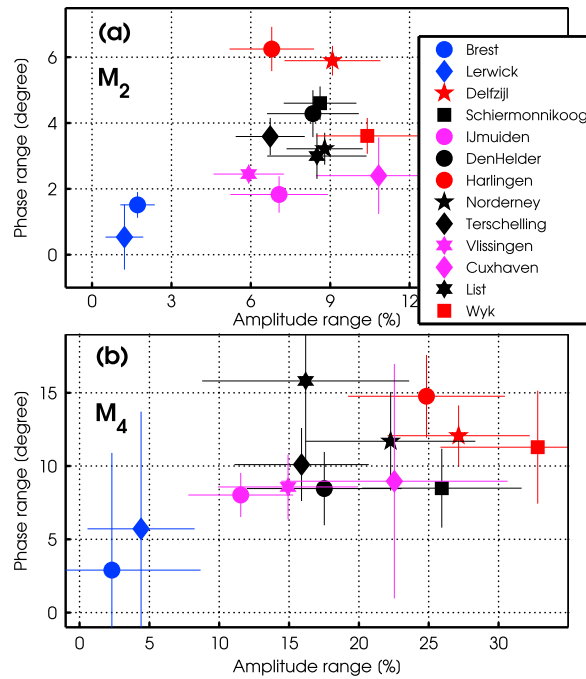 (a)
M2
Phase range (degree)
6
4
2
0
0
3
6
9
12
Amplitude range (%)
Brest
Lerwick
Delfzijl
Schiermonnikoog
IJmuiden
DenHelder
Harlingen
Norderney
Terschelling
Vlissingen
Cuxhaven
List
Wyk
(b)
M4
Phase range (degree)
15
10
5
0
0
5
10
15
20
25
30
Amplitude range (%)